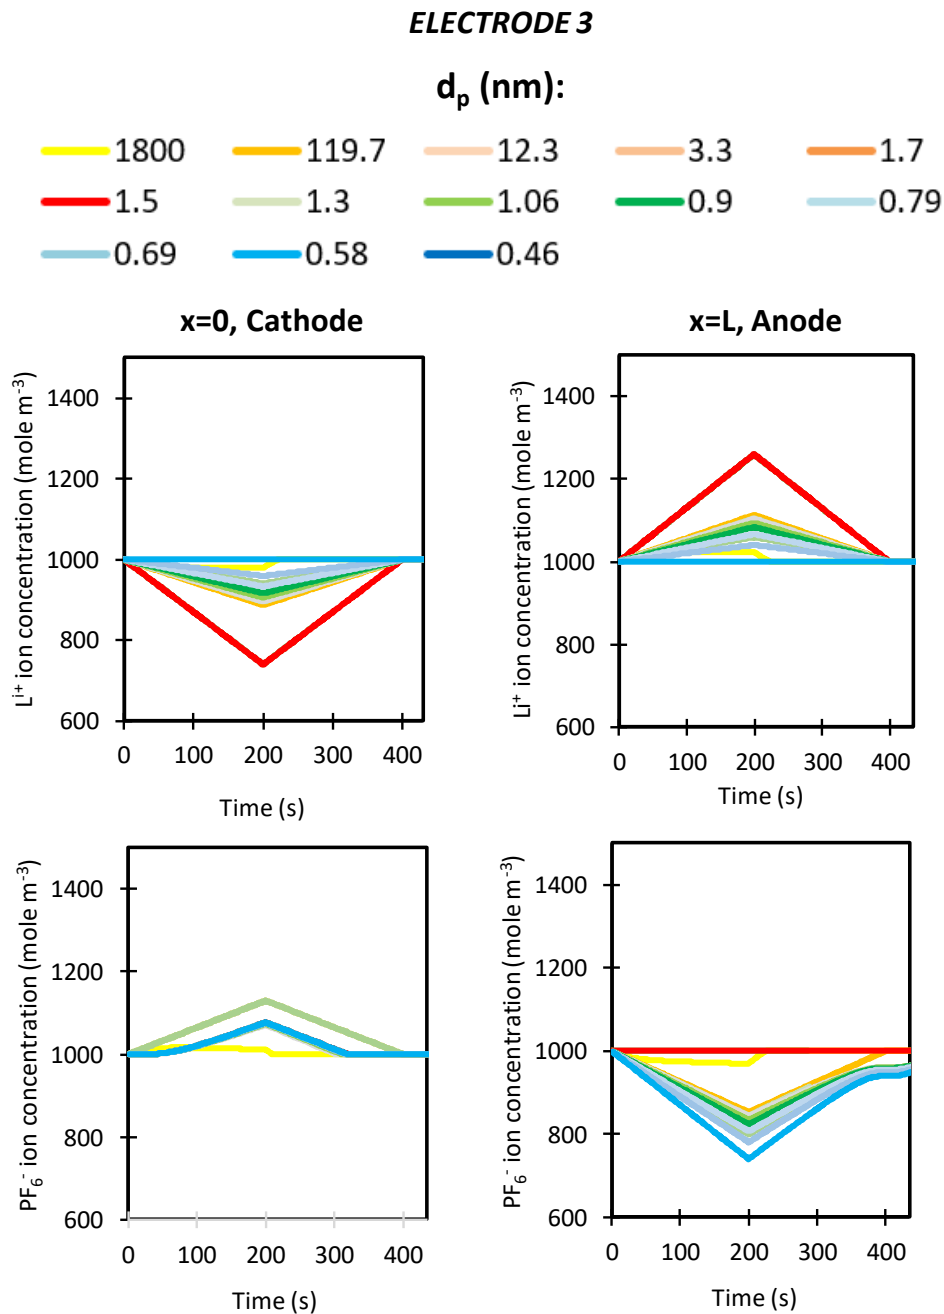 ELECTRODE 3
dp (nm):
1800 119.7 12.3 3.3 1.7
1.5 1.3 1.06 0.9 0.79
0.69 0.58 0.46
x=0, Cathode
Li+ ion concentration (mole m-3)
1400
1200
1000
800
600
0 100 200 300 400
Time (s)
x=L, Anode
Li+ ion concentration (mole m-3)
1400
1200
1000
800
600
0 100 200 300 400
Time (s)
PF6- ion concentration (mole m-3)
1400
1200
1000
800
600
0 100 200 300 400
Time (s)
PF6- ion concentration (mole m-3)
1400
1200
1000
800
600
0 100 200 300 400
Time (s)